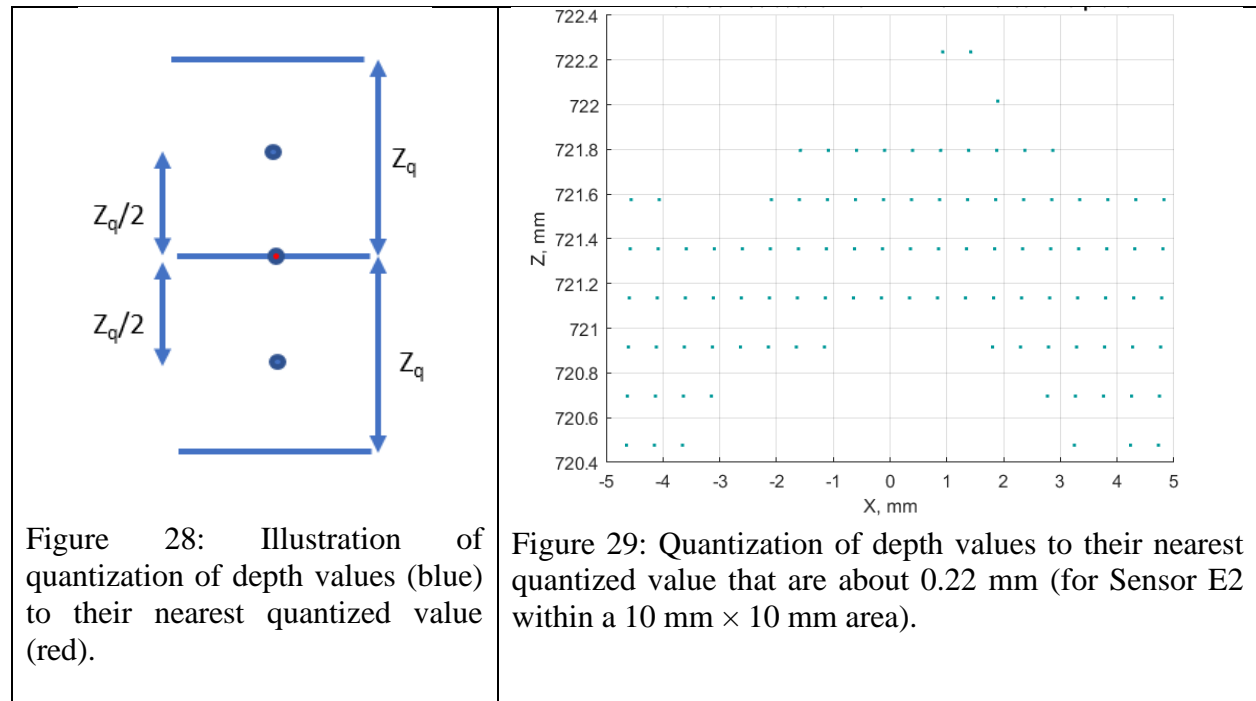 Z_q
Z_q/2
Z_q/2
Z_q
Figure 28: Illustration of
quantization of depth values (blue)
to their nearest quantized value
(red).
722.4
722.2
722
721.8
721.6
721.4
721.2
721
720.8
720.6
720.4
Z, mm
-5 -4 -3 -2 -1 0 1 2 3 4 5
X, mm
Figure 29: Quantization of depth values to their nearest
quantized value that are about 0.22 mm (for Sensor E2
within a 10 mm × 10 mm area).